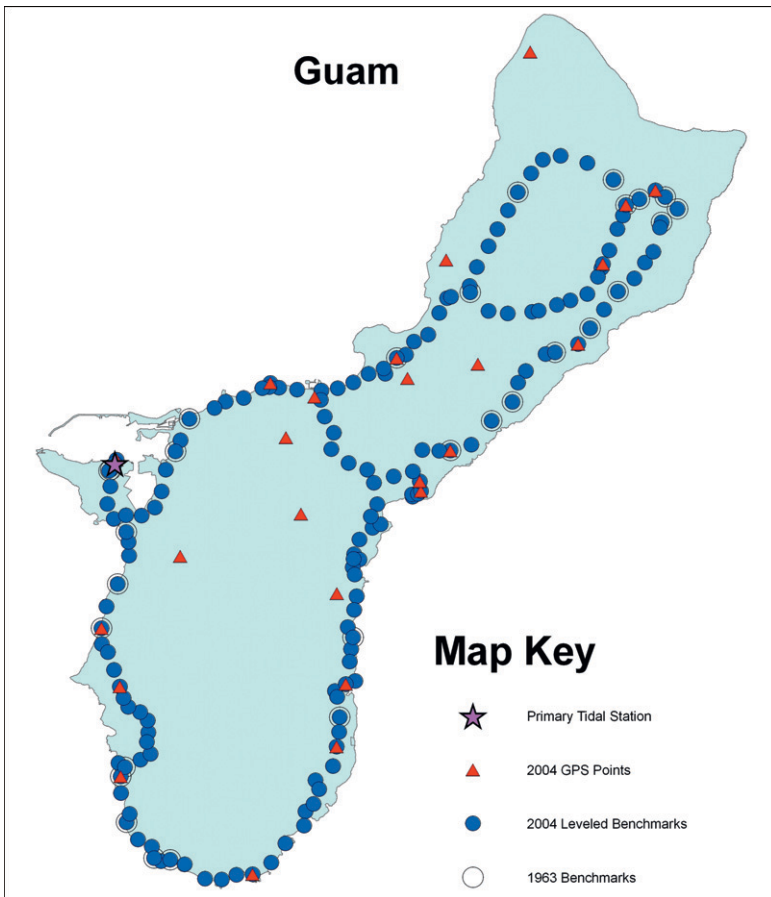 Guam
Map Key
Primary Tidal Station
2004 GPS Points
2004 Leveled Benchmarks
1963 Benchmarks